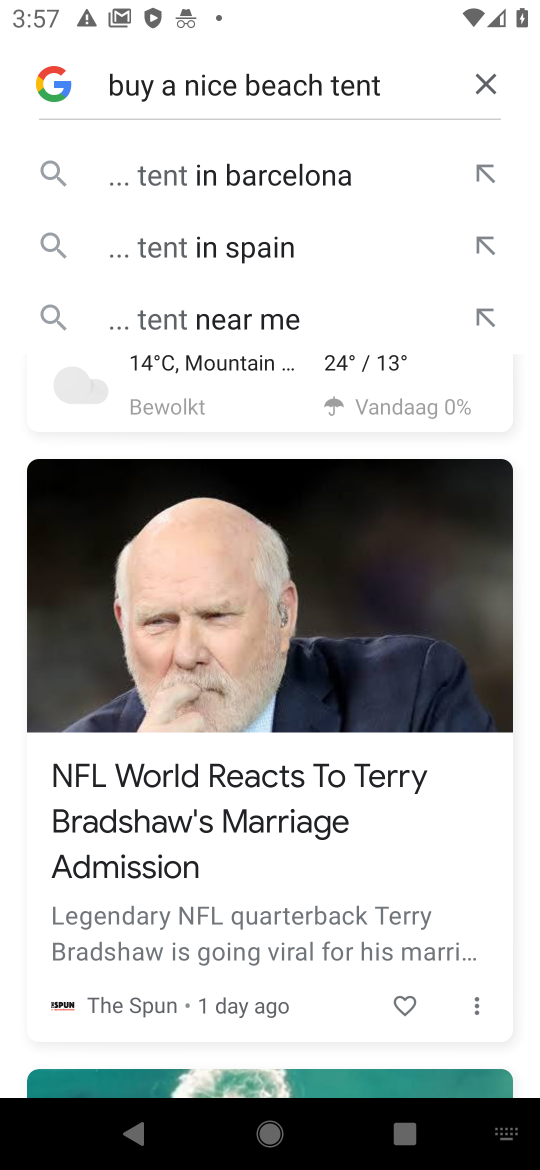 3:57
buy a nice beach tent
... tent in barcelona
... tent in spain
... tent near me
14°C, Mountain ... 24° / 13°
Bewolkt Vandaag 0%
NFL World Reacts To Terry
Bradshaw's Marriage
Admission
Legendary NFL quarterback Terry
Bradshaw is going viral for his marri...
THE SPUN The Spun • 1 day ago